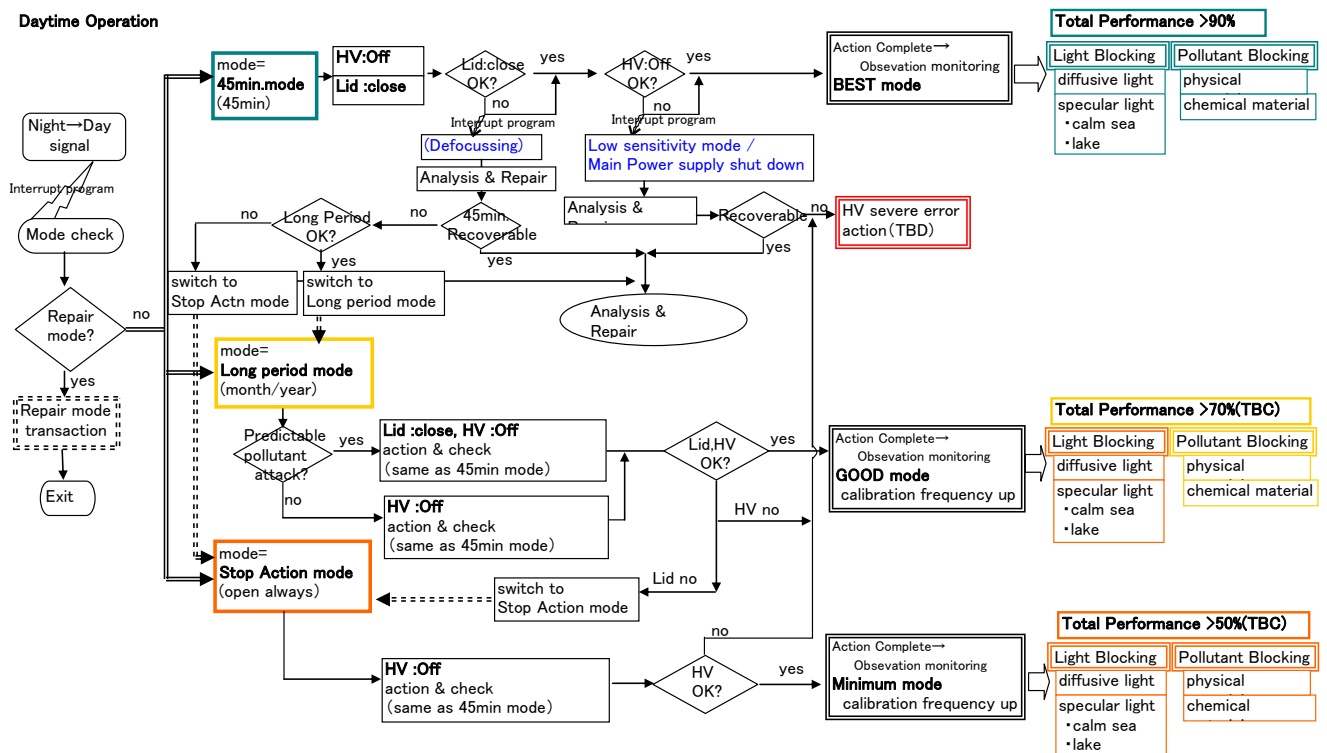 Daytime Operation
Night→Day
signal
Interrupt program
Mode check
Repair
mode?
no
yes
Repair mode
transaction
Exit
mode=
45min.mode
(45min)
HV:Off
Lid :close
Lid:close
OK?
yes
no
Interrupt program
(Defocussing)
Analysis & Repair
45min.
Recoverable
no
yes
Long Period
OK?
no
yes
switch to
Stop Actn mode
switch to
Long period mode
HV:Off
OK?
yes
no
Interrupt program
Low sensitivity mode /
Main Power supply shut down
Analysis &
Recoverable
no
yes
HV severe error
action(TBD)
Analysis &
Repair
Action Complete→
Obsevation monitoring
BEST mode
Total Performance >90%
Light Blocking
Pollutant Blocking
diffusive light
physical
specular light
・calm sea
・lake
chemical material
mode=
Long period mode
(month/year)
Predictable
pollutant
attack?
yes
no
Lid :close, HV :Off
action & check
(same as 45min mode)
HV :Off
action & check
(same as 45min mode)
Lid,HV
OK?
yes
HV no
Lid no
switch to
Stop Action mode
Action Complete→
Obsevation monitoring
GOOD mode
calibration frequency up
Total Performance >70%(TBC)
Light Blocking
Pollutant Blocking
diffusive light
physical
specular light
・calm sea
・lake
chemical material
mode=
Stop Action mode
(open always)
HV :Off
action & check
(same as 45min mode)
HV
OK?
no
yes
Action Complete→
Obsevation monitoring
Minimum mode
calibration frequency up
Total Performance >50%(TBC)
Light Blocking
Pollutant Blocking
diffusive light
physical
specular light
・calm sea
・lake
chemical